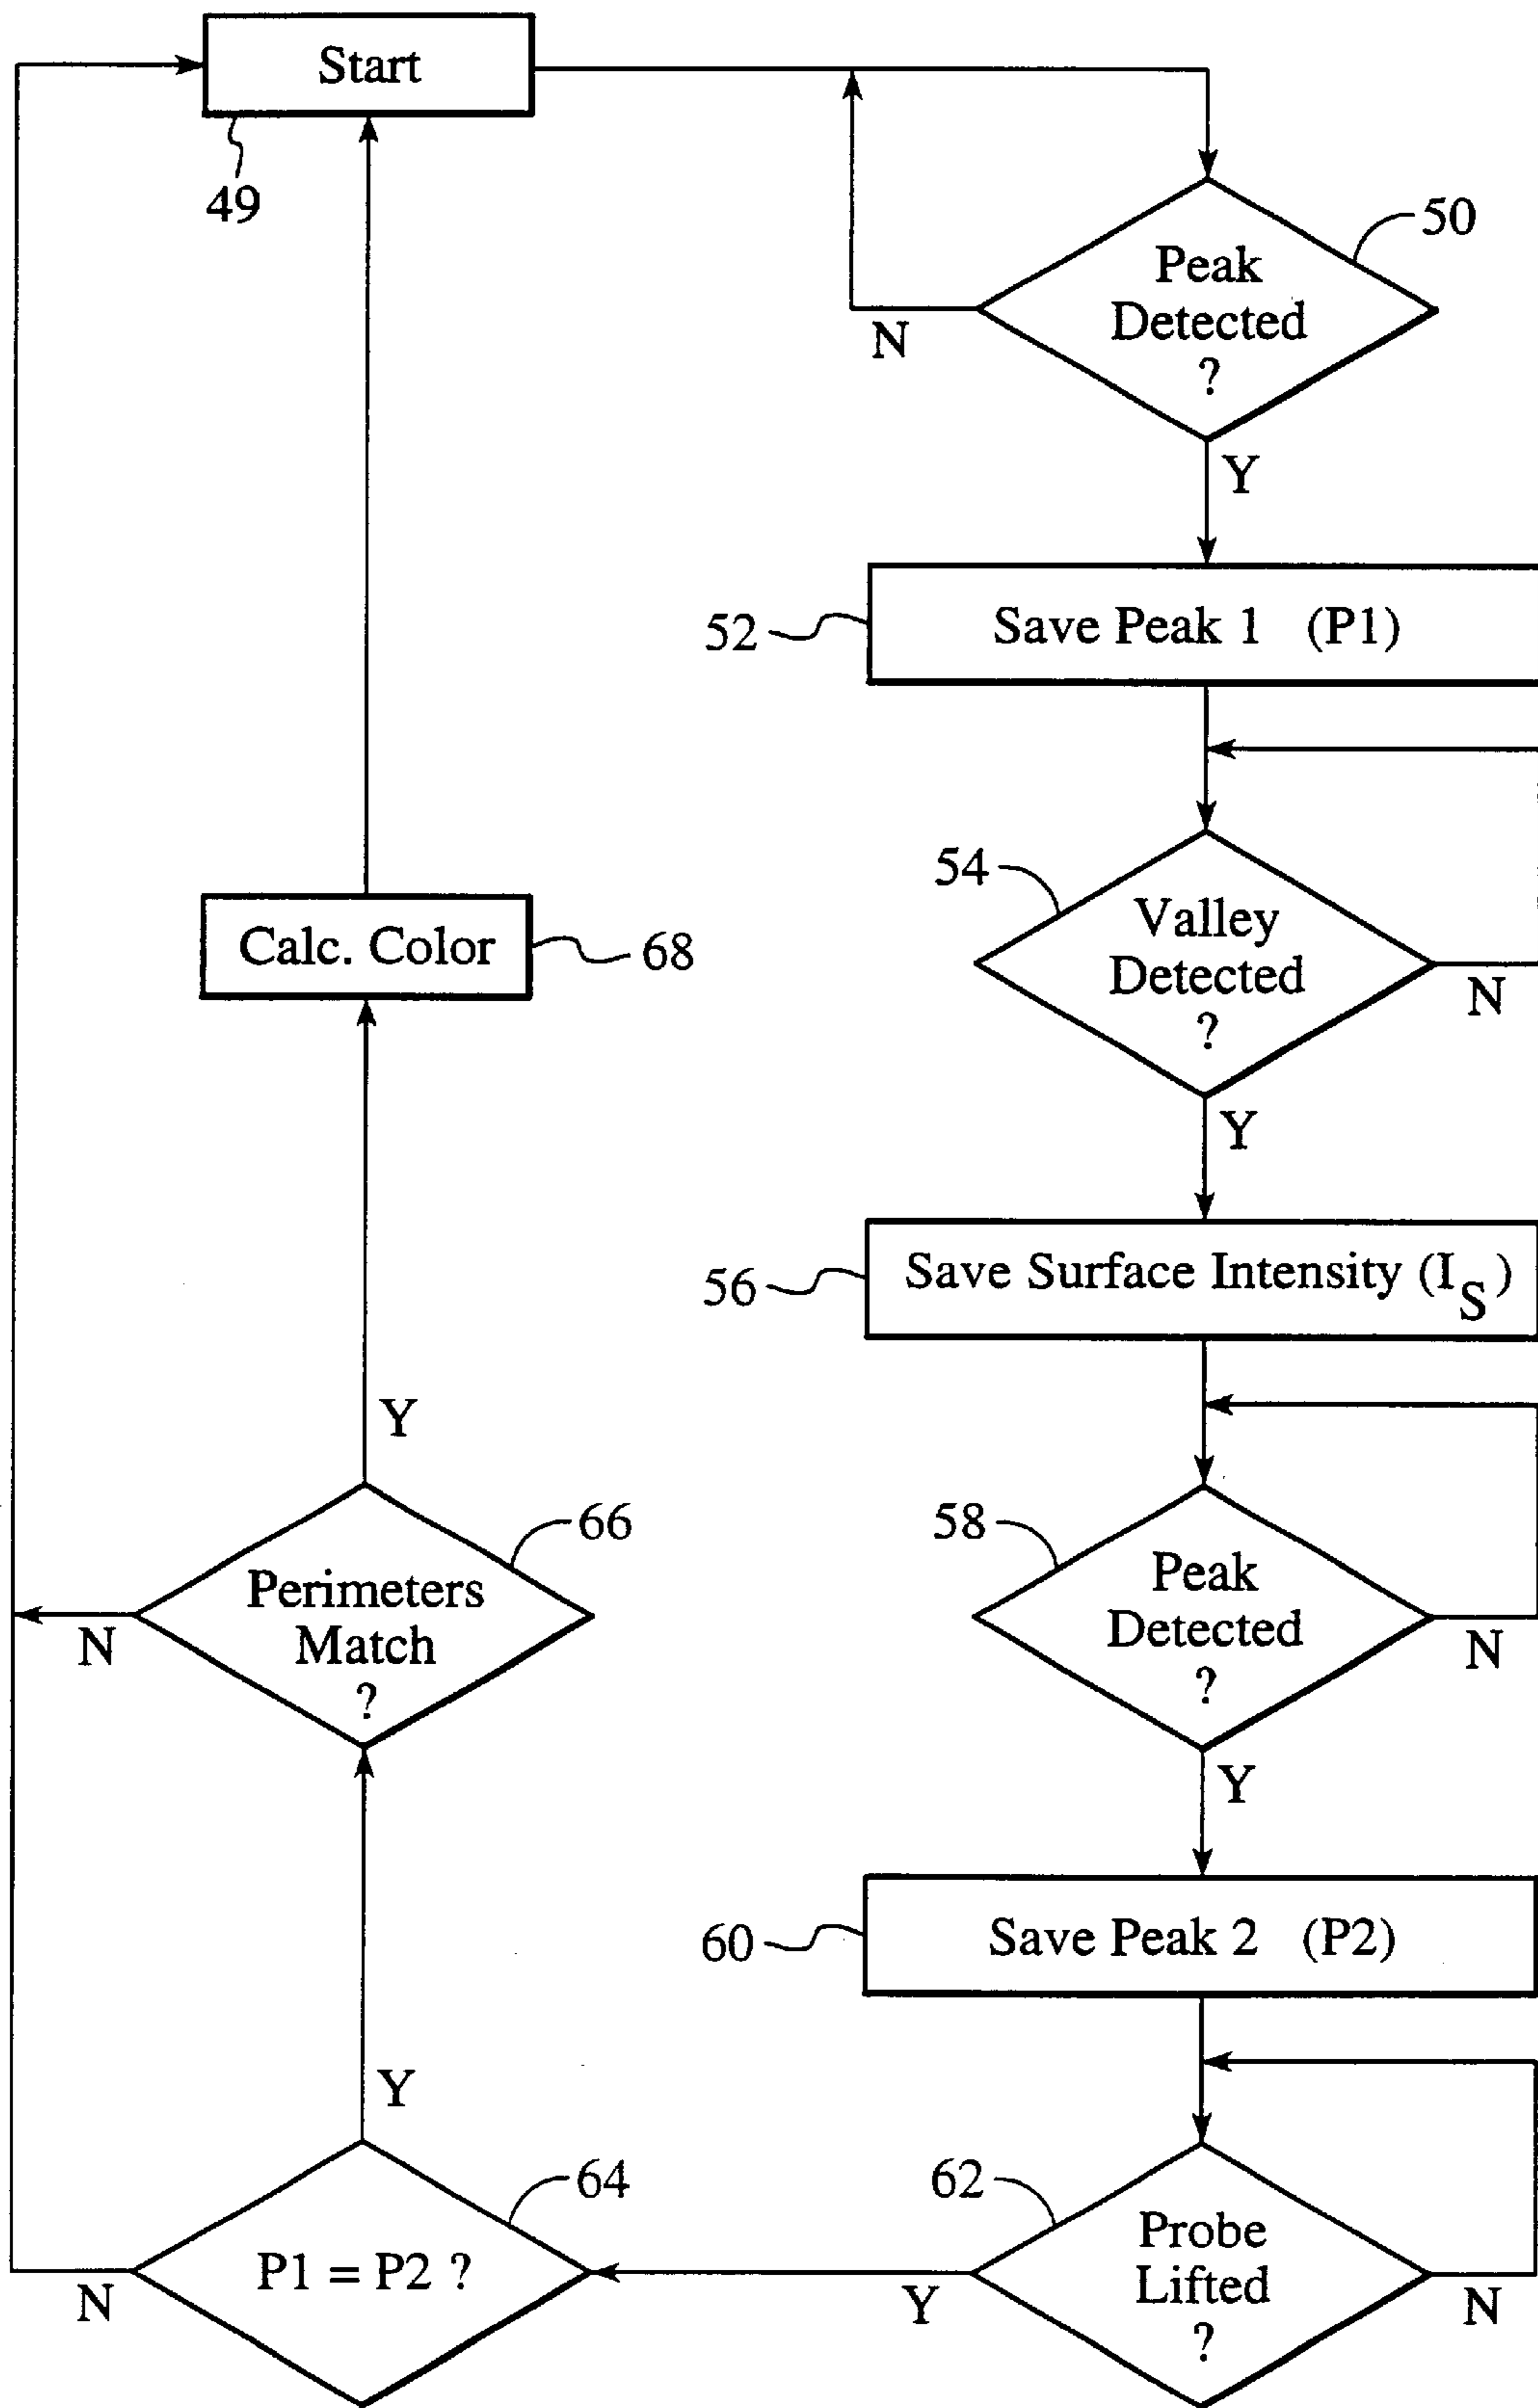 Start
49
Peak
Detected
?
50
N
Y
52
Save Peak 1 (P1)
54
Valley
Detected
?
N
Y
56
Save Surface Intensity (IS)
58
Peak
Detected
?
N
Y
60
Save Peak 2 (P2)
62
Probe
Lifted
?
N
Y
64
P1 = P2 ?
N
Y
66
Perimeters
Match
?
N
Y
Calc. Color
68